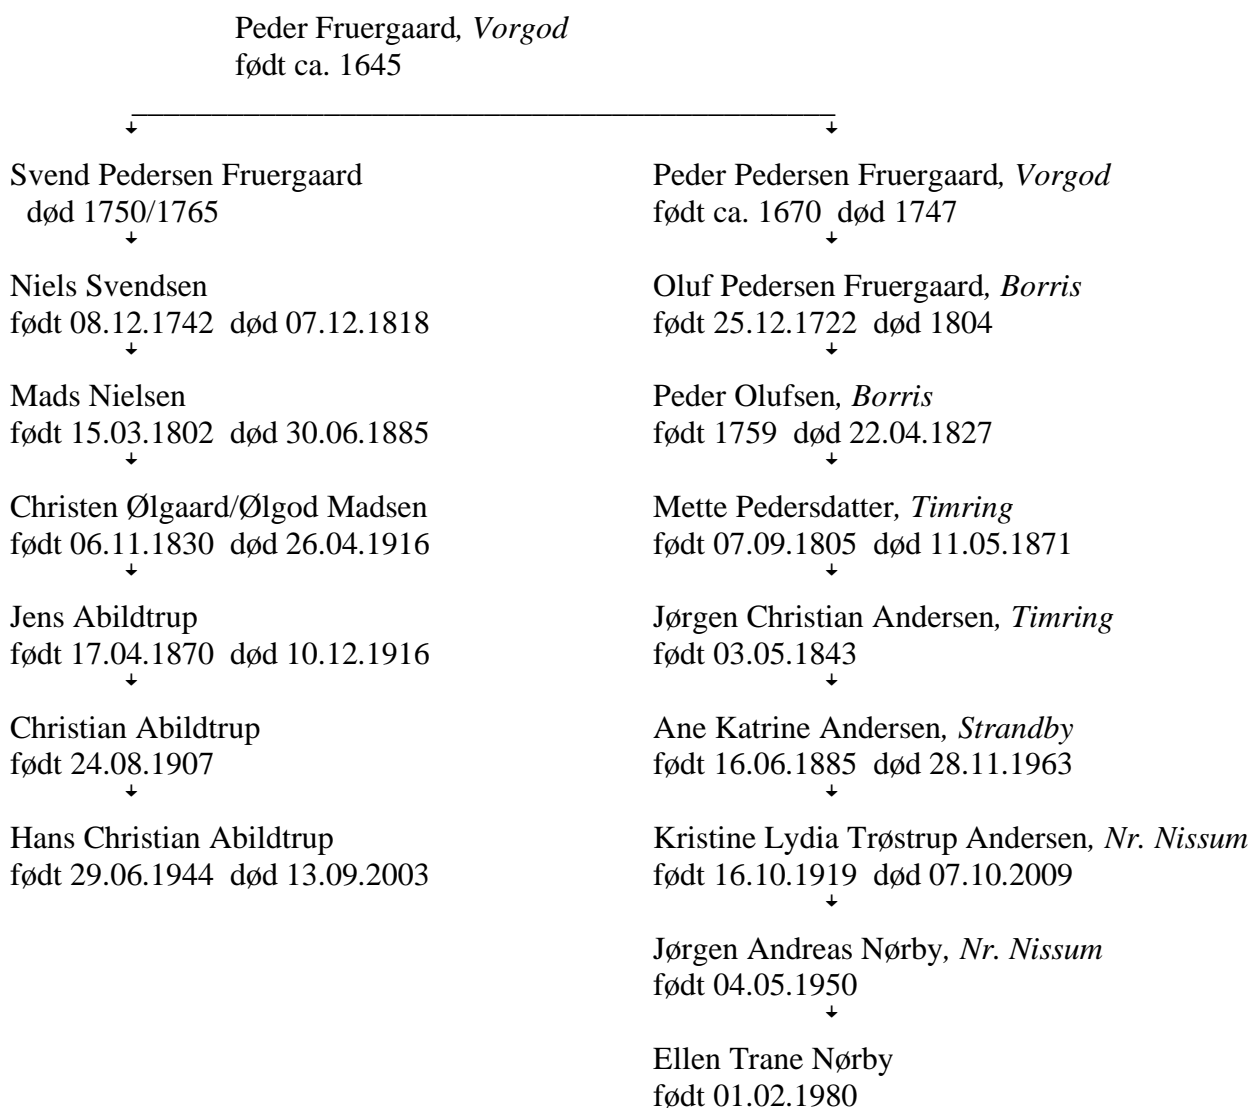 Peder Fruergaard, Vorgod
født ca. 1645
Svend Pedersen Fruergaard
død 1750/1765
Niels Svendsen
født 08.12.1742 død 07.12.1818
Mads Nielsen
født 15.03.1802 død 30.06.1885
Christen Ølgaard/Ølgod Madsen
født 06.11.1830 død 26.04.1916
Jens Abildtrup
født 17.04.1870 død 10.12.1916
Christian Abildtrup
født 24.08.1907
Hans Christian Abildtrup
født 29.06.1944 død 13.09.2003
Peder Pedersen Fruergaard, Vorgod
født ca. 1670 død 1747
Oluf Pedersen Fruergaard, Borris
født 25.12.1722 død 1804
Peder Olufsen, Borris
født 1759 død 22.04.1827
Mette Pedersdatter, Timring
født 07.09.1805 død 11.05.1871
Jørgen Christian Andersen, Timring
født 03.05.1843
Ane Katrine Andersen, Strandby
født 16.06.1885 død 28.11.1963
Kristine Lydia Trøstrup Andersen, Nr. Nissum
født 16.10.1919 død 07.10.2009
Jørgen Andreas Nørby, Nr. Nissum
født 04.05.1950
Ellen Trane Nørby
født 01.02.1980